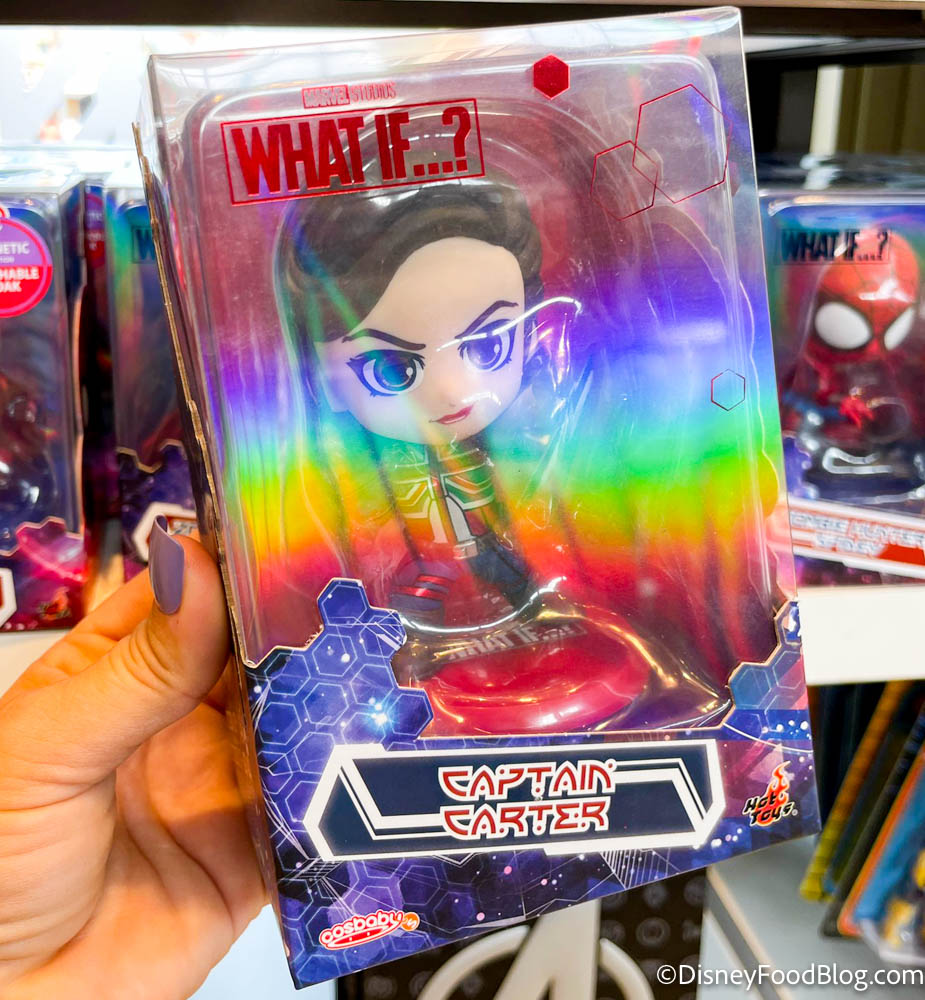 MARVEL STUDIOS
WHAT IF...?
WHAT IF...?
WHAT IF...?
CAPTAIN
CARTER
HOT
TOYS®
cosbaby
©DisneyFoodBlog.com